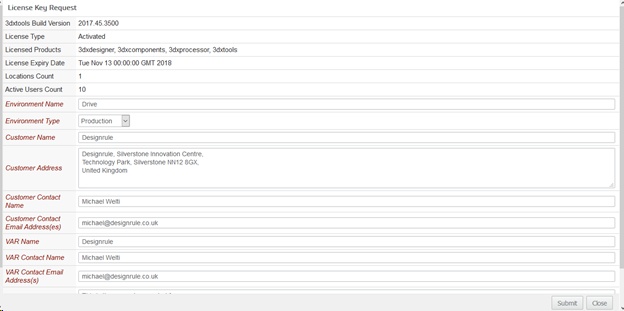 License Key Request
3dxtools Build Version 2017.45.3500
License Type Activated
Licensed Products 3dxdesigner, 3dxcomponents, 3dxprocessor, 3dxtools
License Expiry Date Tue Nov 13 00:00:00 GMT 2018
Locations Count 1
Active Users Count 10
Environment Name Drive
Environment Type Production
Customer Name Designrule
Customer Address
Designrule, Silverstone Innovation Centre,
Technology Park, Silverstone NN12 8GX,
United Kingdom
Customer Contact
Name
Michael Welti
Customer Contact
Email Address(es)
michael@designrule.co.uk
VAR Name Designrule
VAR Contact Name Michael Welti
VAR Contact Email
Address(s)
michael@designrule.co.uk
Submit Close